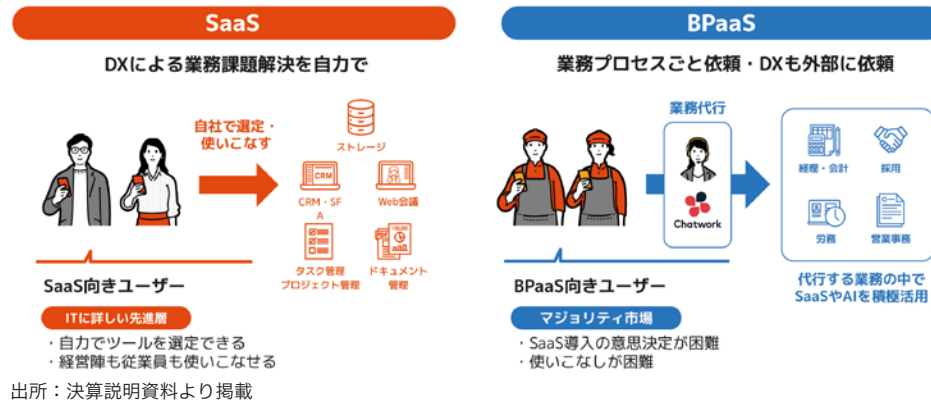 SaaS
DXによる業務課題解決を自力で
自社で選定・
使いこなす
ストレージ
CRM
CRM・SF
A
Web会議
タスク管理
プロジェクト管理
ドキュメント
管理
SaaS向きユーザー
ITに詳しい先進層
・自力でツールを選定できる
・経営陣も従業員も使いこなせる
BPaaS
業務プロセスごと依頼・DXも外部に依頼
業務代行
Chatwork
経理・会計
採用
労務
営業事務
代行する業務の中で
SaaSやAIを積極活用
BPaaS向きユーザー
マジョリティ市場
・SaaS導入の意思決定が困難
・使いこなしが困難
出所：決算説明資料より掲載